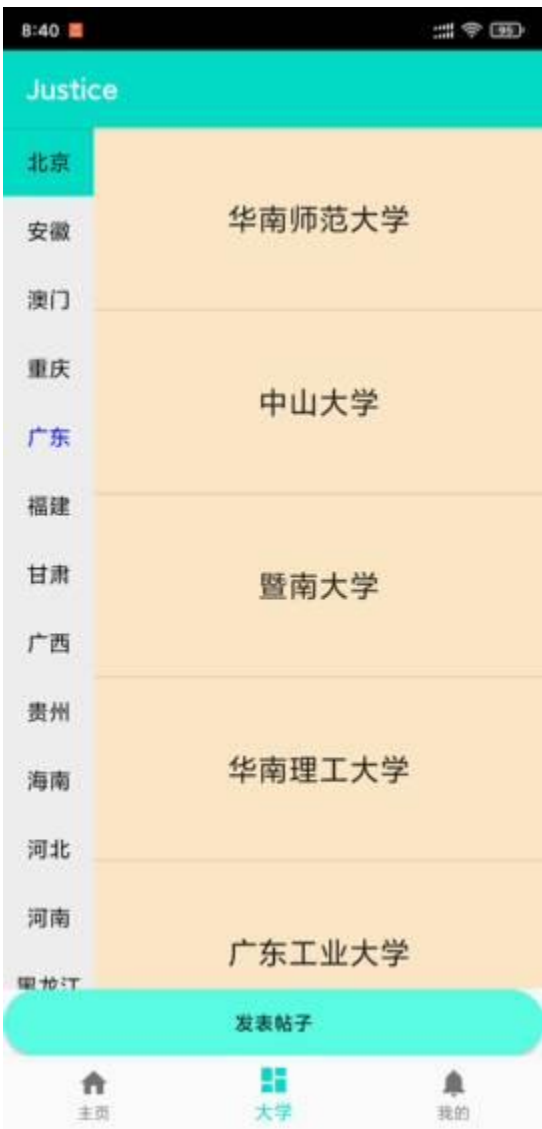 8:40
95
Justice
北京
安徽
澳门
重庆
广东
福建
甘肃
广西
贵州
海南
河北
河南
黑龙江
华南师范大学
中山大学
暨南大学
华南理工大学
广东工业大学
发表帖子
主页
大学
我的